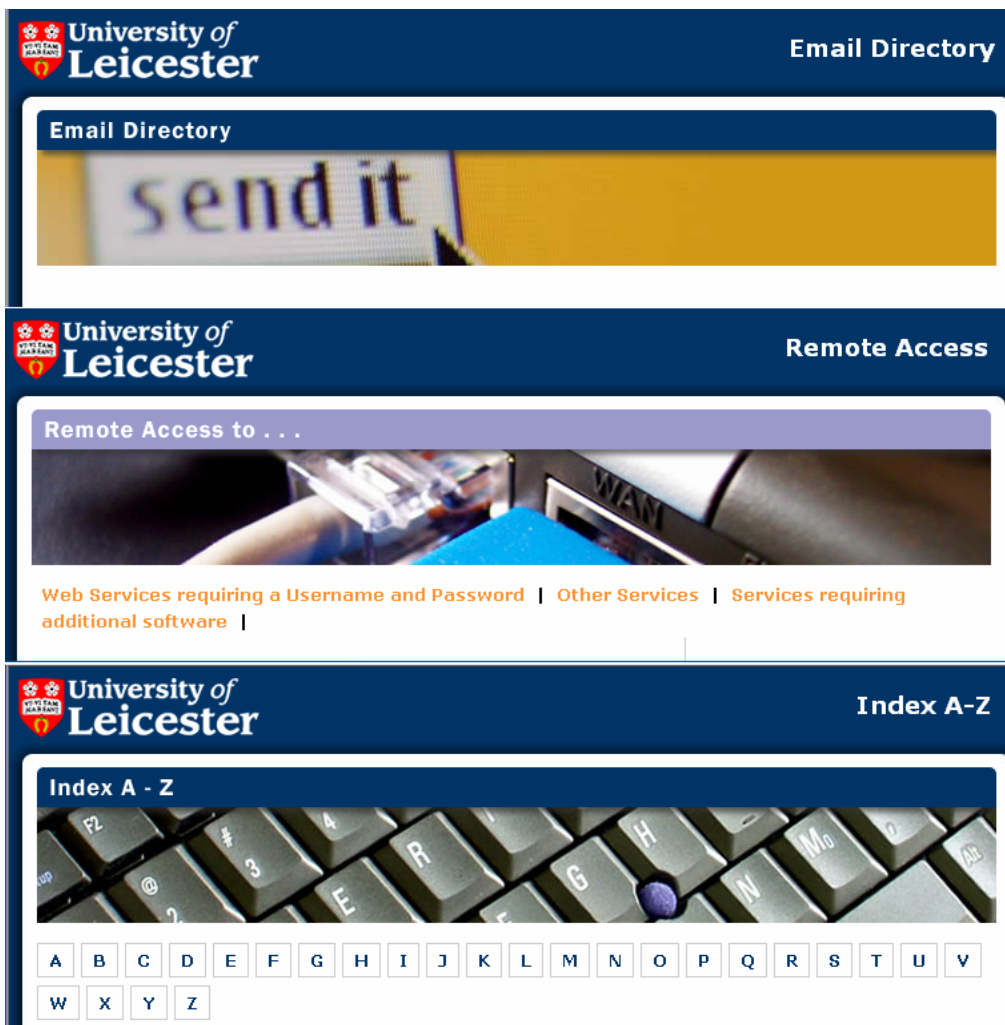 University of
Leicester
Email Directory
Email Directory
send it
University of
Leicester
Remote Access
Remote Access to . . .
WAN
Web Services requiring a Username and Password | Other Services | Services requiring
additional software |
University of
Leicester
Index A-Z
Index A - Z
F2 # 3 4 R H M 0 Alt
@ 2 E G N
A B C D E F G H I J K L M N O P Q R S T U V
W X Y Z